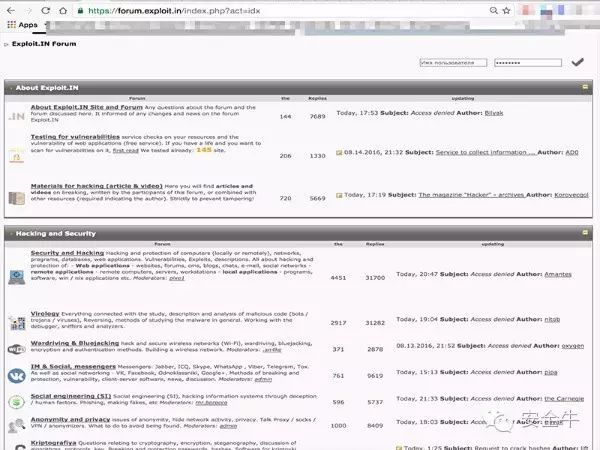 https://forum.exploit.in/index.php?act=idx
Apps
Exploit.IN Forum
Имя пользователя
About Exploit.IN
Forum the Replies updating
About Exploit.IN Site and Forum Any questions about the forum and the
forum discussed here. It informed of any changes and news on the forum
Exploit.IN
144 7689 Today, 17:53 Subject: Access denied Author: Bilyak
Testing for vulnerabilities service checks on your resources and the
vulnerability of web applications (free service). If you have a life and you want to
scan for vulnerabilities on it, first read We tested already: 145 site.
206 1330 08.14.2016, 21:32 Subject: Service to collect information ... Author: AD0
Materials for hacking (article & video) Here you will find articles and
videos on breaking, written by the participants of this forum, or combined with
other resources (required indicating the author). Strictly to prevent tampering!
720 5669 Today, 17:19 Subject: The magazine "Hacker" - archives Author:
Hacking and Security
Forum the Replies updating
Security and Hacking Hacking and protection of computers (locally or remotely), networks,
programs, databases, web applications. Vulnerabilities, Exploits, descriptions. All about hacking and
protection of: - Web applications - websites, forums, cms, blogs, chats, e-mail, social networks -
remote applications - remote computers, servers, workstations - local applications - programs,
software, win / nix applications etc. Moderators:
4451 31700 Today, 20:47 Subject: Access denied Author: Amantes
Virology Everything connected with the study, description and analysis of malicious code (bots /
trojans / viruses), Reversing, methods of studying the malware in general. Working with the
debugger, sniffers and analyzers.
2917 31282 Today, 19:04 Subject: Access denied Author:
Wardriving & Bluejacking hack and secure wireless networks (Wi-Fi), wardriving, bluejacking,
encryption and authentication methods. Building a wireless network. Moderators:
371 2878 08.13.2016, 21:52 Subject: Access denied Author: oxygen
IM & Social, messengers Messengers: Jabber, ICQ, Skype, WhatsApp , Viber, Telegram, Tox.
As well as social networking - VK, Facebook, Odnoklassniki, Google+, Methods of breaking and
protection, vulnerability, client-server software, news, discussion. Moderators: admin
761 9619 Today, 15:13 Subject: Access denied Author: pipa
Social engineering (SI) Social engineering (SI), hacking information systems through deception
/ human factors. Phishing, making fakes, etc Moderators:
596 5737 Today, 21:33 Subject: Access denied Author: the Carnegie
Anonymity and privacy issues of anonymity, hide network activity, privacy. Talk Proxy / socks /
VPN / anonymizers. What to do to avoid being found. Moderators: admin
1000 8409 Today, 18:03 Subject: Access denied Author:
安全牛
Kriptografiya Questions relating to cryptography, encryption, steganography, discussion of
Today, 1:25 Subject: Request to crack hashes Author: